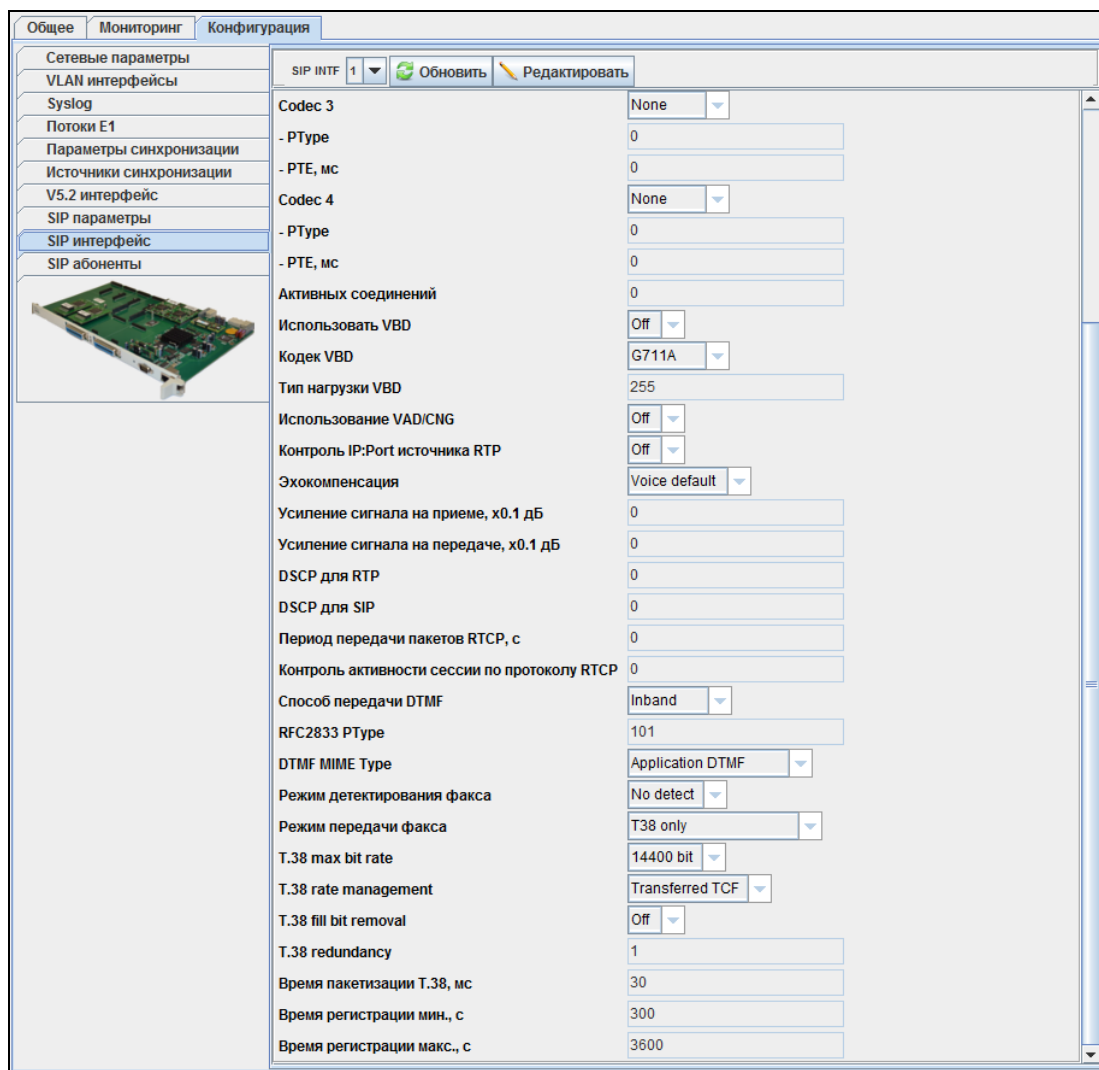 Общее Мониторинг Конфигурация
Сетевые параметры
VLAN интерфейсы
Syslog
Потоки E1
Параметры синхронизации
Источники синхронизации
V5.2 интерфейс
SIP параметры
SIP интерфейс
SIP абоненты
SIP INTF 1 Обновить Редактировать
Codec 3 None
- PType 0
- PTE, мс 0
Codec 4 None
- PType 0
- PTE, мс 0
Активных соединений 0
Использовать VBD Off
Кодек VBD G711A
Тип нагрузки VBD 255
Использование VAD/CNG Off
Контроль IP:Port источника RTP Off
Эхокомпенсация Voice default
Усиление сигнала на приеме, x0.1 дБ 0
Усиление сигнала на передаче, x0.1 дБ 0
DSCP для RTP 0
DSCP для SIP 0
Период передачи пакетов RTCP, с 0
Контроль активности сессии по протоколу RTCP 0
Способ передачи DTMF Inband
RFC2833 PType 101
DTMF MIME Type Application DTMF
Режим детектирования факса No detect
Режим передачи факса T38 only
T.38 max bit rate 14400 bit
T.38 rate management Transferred TCF
T.38 fill bit removal Off
T.38 redundancy 1
Время пакетизации T.38, мс 30
Время регистрации мин., с 300
Время регистрации макс., с 3600